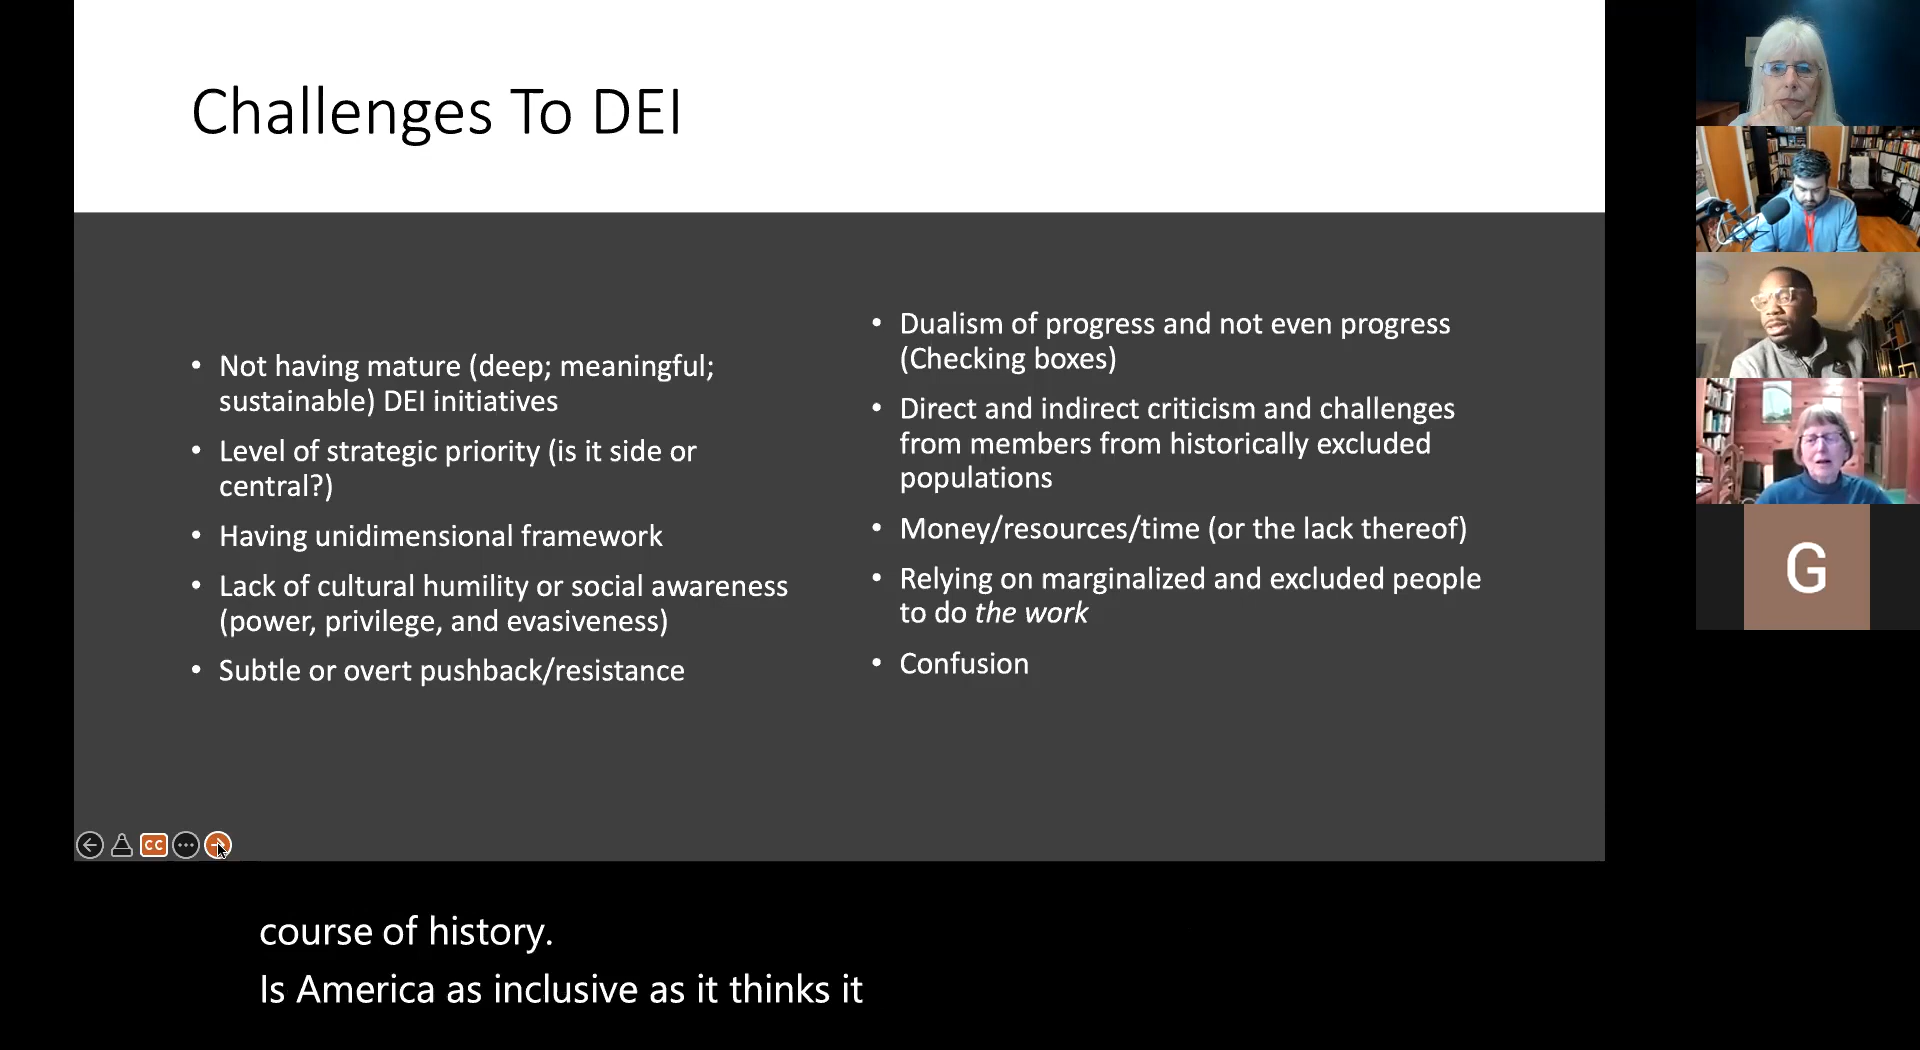 Challenges To DEI
• Not having mature (deep; meaningful;
sustainable) DEI initiatives
• Level of strategic priority (is it side or
central?)
• Having unidimensional framework
• Lack of cultural humility or social awareness
(power, privilege, and evasiveness)
• Subtle or overt pushback/resistance
• Dualism of progress and not even progress
(Checking boxes)
• Direct and indirect criticism and challenges
from members from historically excluded
populations
• Money/resources/time (or the lack thereof)
• Relying on marginalized and excluded people
to do the work
• Confusion
CC
G
course of history.
Is America as inclusive as it thinks it